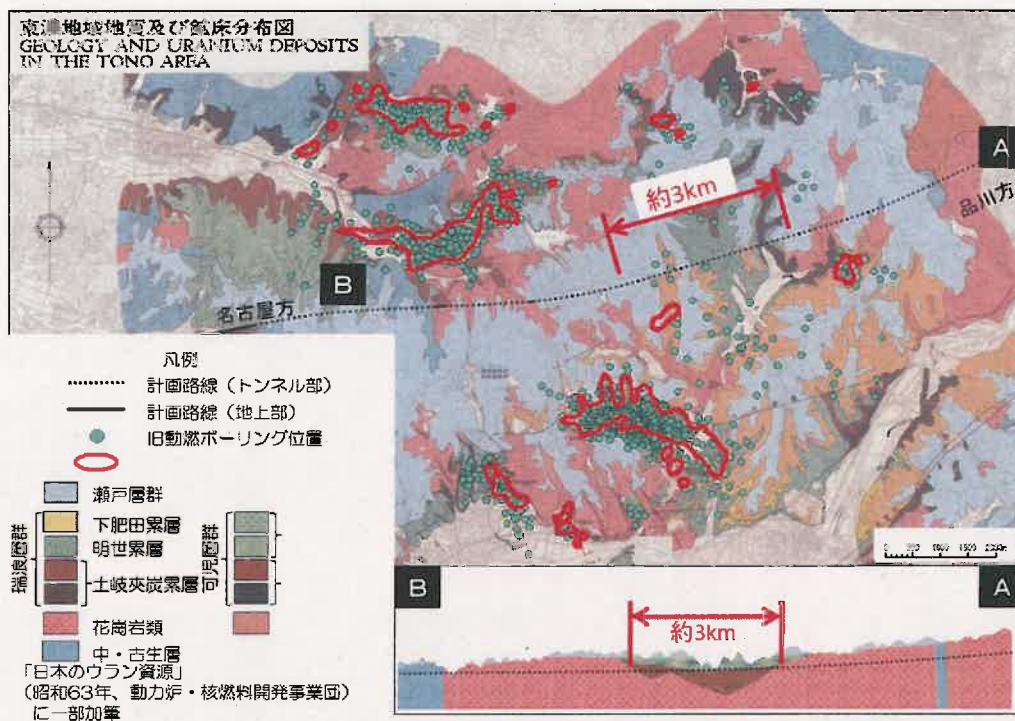 東濃地域地質及び鉱床分布図
GEOLOGY AND URANIUM DEPOSITS
IN THE TONO AREA
A
品川方
約3km
B
名古屋方
凡例
計画路線（トンネル部）
計画路線（地上部）
旧動燃ボーリング位置
瀬戸層群
瑞浪層群
下肥田累層
明世累層
土岐夾炭累層
可児層群
花崗岩類
中・古生層
「日本のウラン資源」
（昭和63年、動力炉・核燃料開発事業団）
に一部加筆
B
A
約3km